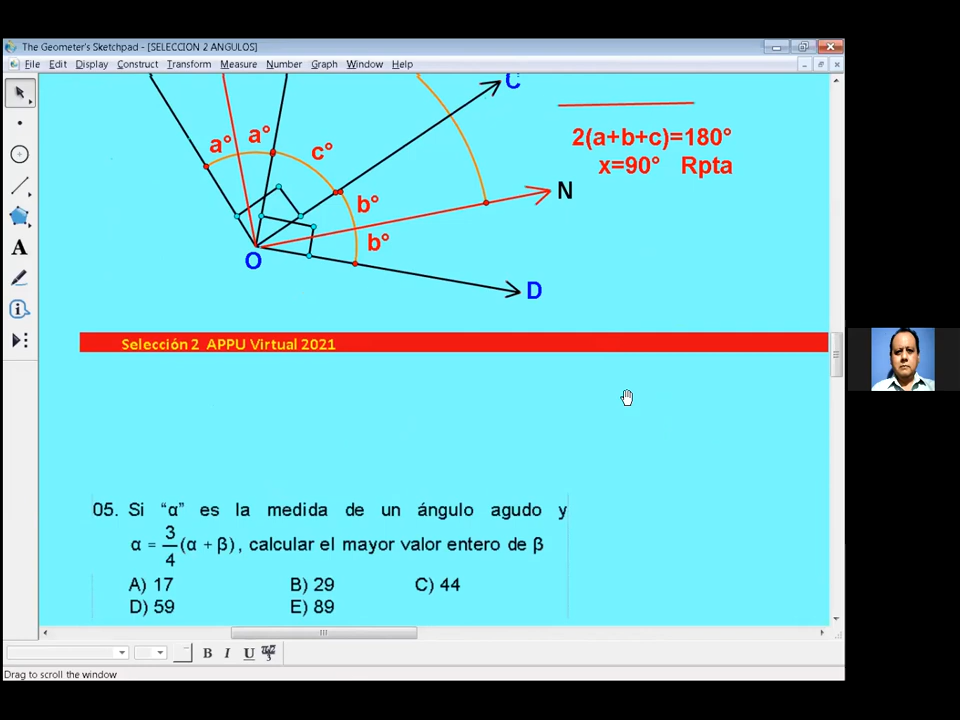 The Geometer's Sketchpad - [SELECCION 2 ANGULOS]
File Edit Display Construct Transform Measure Number Graph Window Help
C
2(a+b+c)=180°
a° a° c°
x=90° Rpta
N
b°
b°
O
D
Selección 2 APPU Virtual 2021
05. Si “α” es la medida de un ángulo agudo y
α = 3/4 (α + β), calcular el mayor valor entero de β
A) 17 B) 29 C) 44
D) 59 E) 89
B I U
Drag to scroll the window